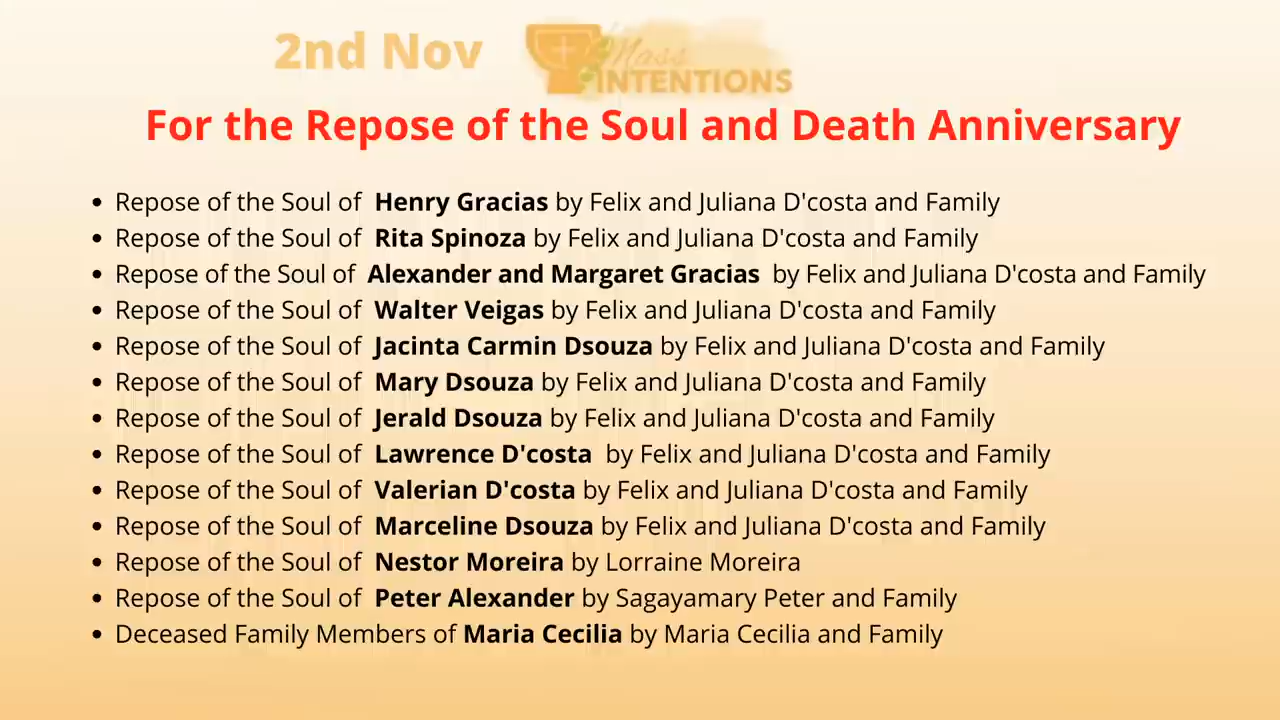 2nd Nov
Mass
INTENTIONS
For the Repose of the Soul and Death Anniversary
• Repose of the Soul of Henry Gracias by Felix and Juliana D'costa and Family
• Repose of the Soul of Rita Spinoza by Felix and Juliana D'costa and Family
• Repose of the Soul of Alexander and Margaret Gracias by Felix and Juliana D'costa and Family
• Repose of the Soul of Walter Veigas by Felix and Juliana D'costa and Family
• Repose of the Soul of Jacinta Carmin Dsouza by Felix and Juliana D'costa and Family
• Repose of the Soul of Mary Dsouza by Felix and Juliana D'costa and Family
• Repose of the Soul of Jerald Dsouza by Felix and Juliana D'costa and Family
• Repose of the Soul of Lawrence D'costa by Felix and Juliana D'costa and Family
• Repose of the Soul of Valerian D'costa by Felix and Juliana D'costa and Family
• Repose of the Soul of Marceline Dsouza by Felix and Juliana D'costa and Family
• Repose of the Soul of Nestor Moreira by Lorraine Moreira
• Repose of the Soul of Peter Alexander by Sagayamary Peter and Family
• Deceased Family Members of Maria Cecilia by Maria Cecilia and Family